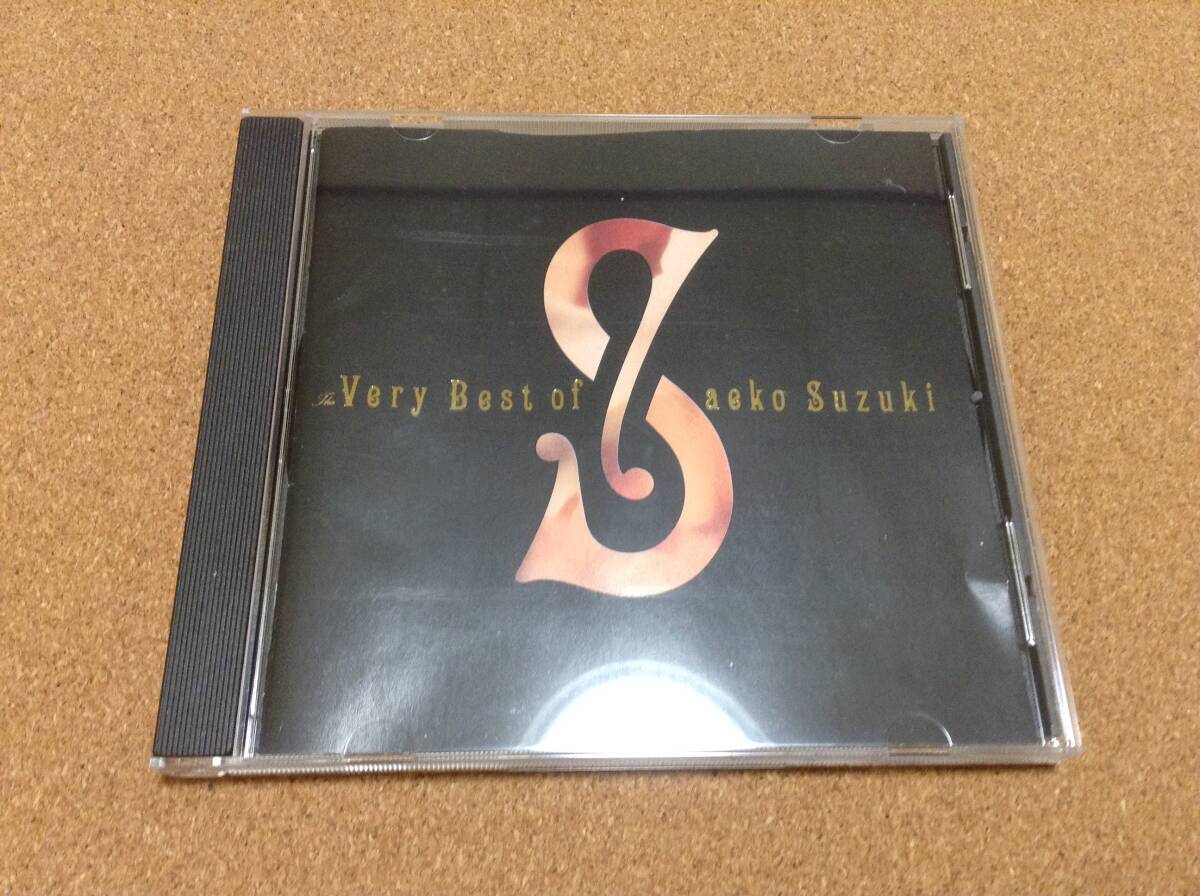 The Very Best of Saeko Suzuki